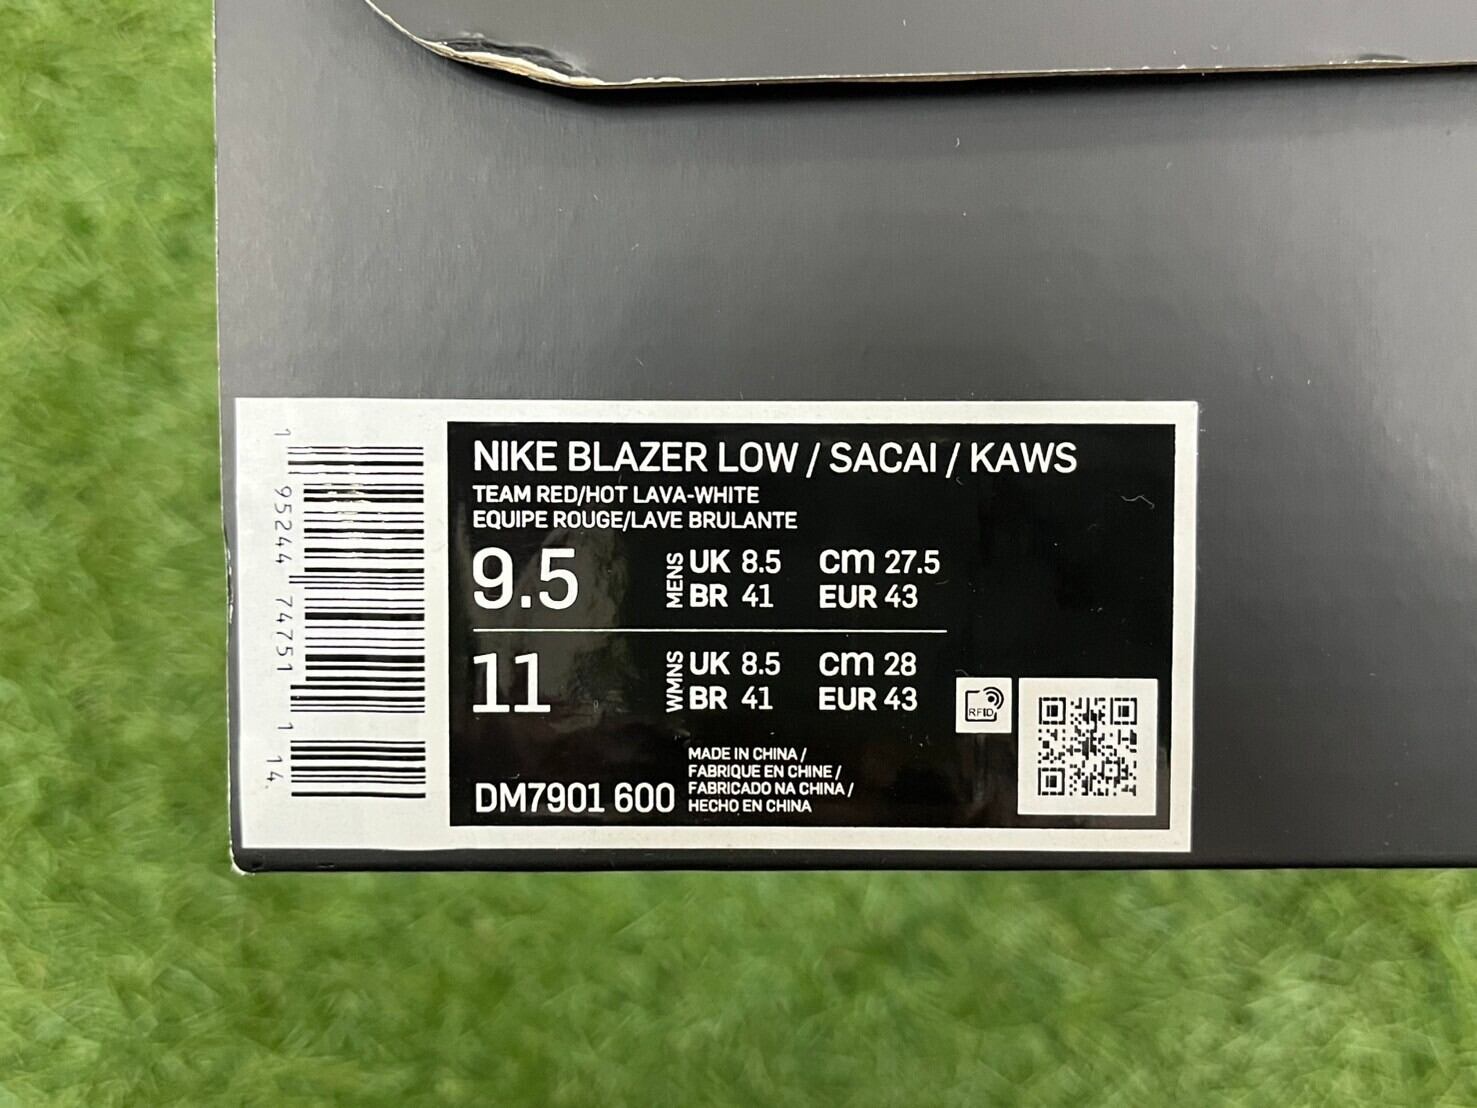 NIKE BLAZER LOW / SACAI / KAWS
TEAM RED/HOT LAVA-WHITE
EQUIPE ROUGE/LAVE BRULANTE
9.5 MENS UK 8.5 cm 27.5
BR 41 EUR 43
11 WMNS UK 8.5 cm 28
BR 41 EUR 43
RFID
MADE IN CHINA /
FABRIQUE EN CHINE /
FABRICADO NA CHINA /
DM7901 600 HECHO EN CHINA
1 95244 74751 1 14